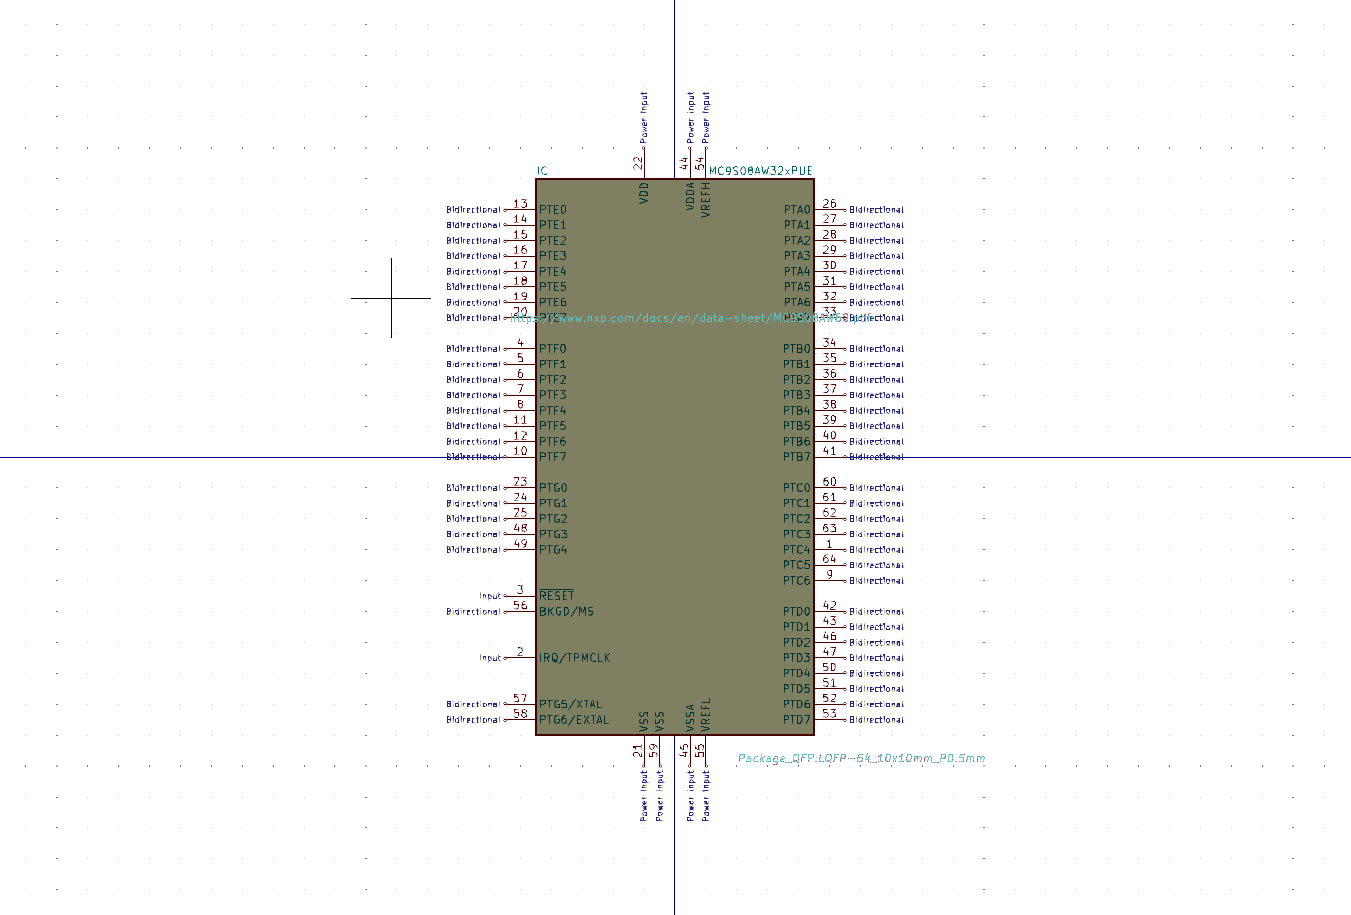 Power Input
Power Input
Power Input
22
44
54
IC
MC9S08AW32xPUE
VDD
VDDA
VREFH
Bidirectional 13 PTE0
PTA0 26 Bidirectional
Bidirectional 14 PTE1
PTA1 27 Bidirectional
Bidirectional 15 PTE2
PTA2 28 Bidirectional
Bidirectional 16 PTE3
PTA3 29 Bidirectional
Bidirectional 17 PTE4
PTA4 30 Bidirectional
Bidirectional 18 PTE5
PTA5 31 Bidirectional
Bidirectional 19 PTE6
PTA6 32 Bidirectional
Bidirectional 20 PTE7
https://www.nxp.com/docs/en/data-sheet/MC9S08AW60.pdf
PTA7 33 Bidirectional
Bidirectional 4 PTF0
PTB0 34 Bidirectional
Bidirectional 5 PTF1
PTB1 35 Bidirectional
Bidirectional 6 PTF2
PTB2 36 Bidirectional
Bidirectional 7 PTF3
PTB3 37 Bidirectional
Bidirectional 8 PTF4
PTB4 38 Bidirectional
Bidirectional 11 PTF5
PTB5 39 Bidirectional
Bidirectional 12 PTF6
PTB6 40 Bidirectional
Bidirectional 10 PTF7
PTB7 41 Bidirectional
Bidirectional 23 PTG0
PTC0 60 Bidirectional
Bidirectional 24 PTG1
PTC1 61 Bidirectional
Bidirectional 25 PTG2
PTC2 62 Bidirectional
Bidirectional 48 PTG3
PTC3 63 Bidirectional
Bidirectional 49 PTG4
PTC4 1 Bidirectional
PTC5 64 Bidirectional
PTC6 9 Bidirectional
Input 3 RESET
Bidirectional 56 BKGD/MS
PTD0 42 Bidirectional
PTD1 43 Bidirectional
PTD2 46 Bidirectional
Input 2 IRQ/TPMCLK
PTD3 47 Bidirectional
PTD4 50 Bidirectional
PTD5 51 Bidirectional
Bidirectional 57 PTG5/XTAL
PTD6 52 Bidirectional
Bidirectional 58 PTG6/EXTAL
PTD7 53 Bidirectional
VSS
VSS
VSSA
VREFL
21
59
45
55
Package_QFP:LQFP-64_10x10mm_P0.5mm
Power Input
Power Input
Power Input
Power Input